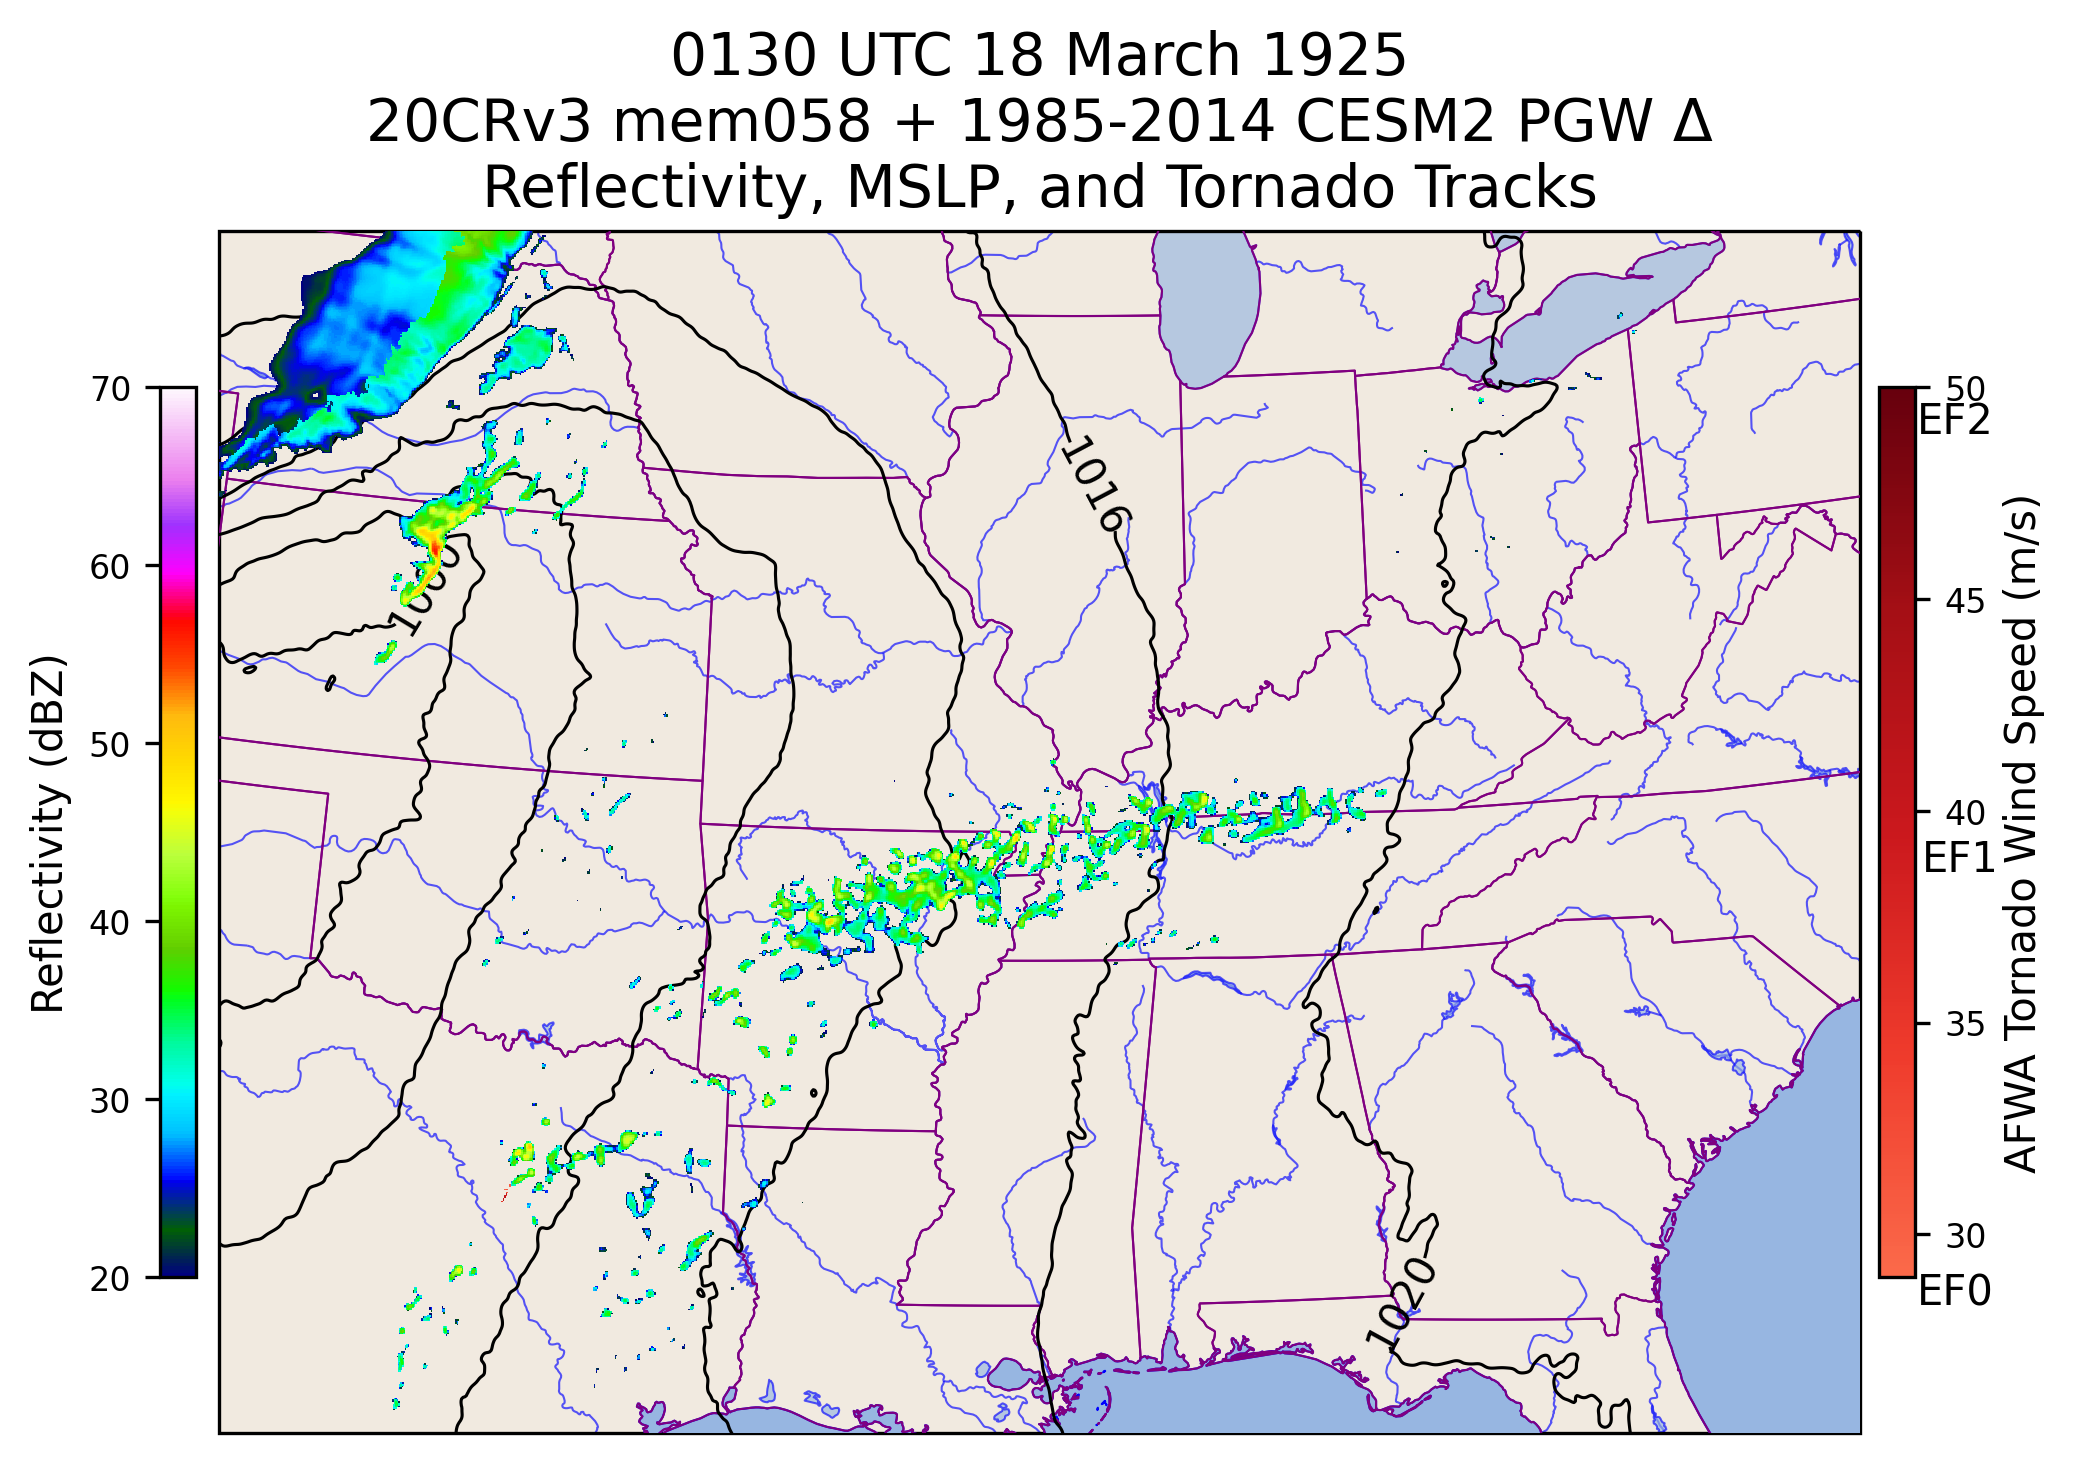 0130 UTC 18 March 1925
20CRv3 mem058 + 1985-2014 CESM2 PGW Δ
Reflectivity, MSLP, and Tornado Tracks
70
60
50
40
30
20
Reflectivity (dBZ)
1016
1000
1020
50
EF2
45
40
EF1
35
30
EF0
AFWA Tornado Wind Speed (m/s)